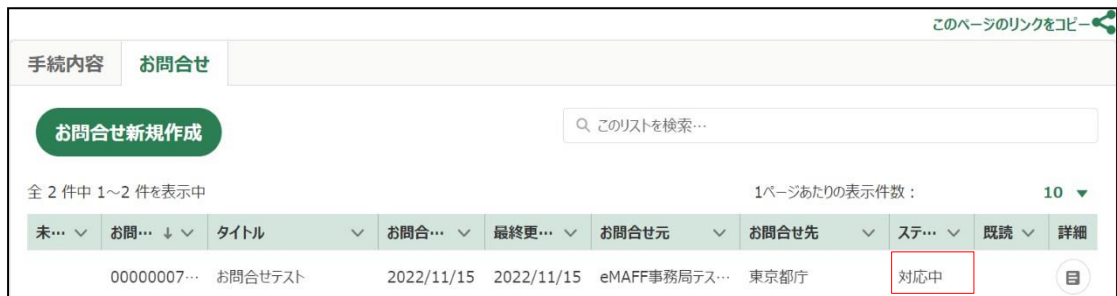 このページのリンクをコピー
手続内容 お問合せ
お問合せ新規作成 このリストを検索…
全 2 件中 1～2 件を表示中 1ページあたりの表示件数： 10
未… お問… ↓ タイトル お問合… 最終更… お問合せ元 お問合せ先 ステ… 既読 詳細
00000007… お問合せテスト 2022/11/15 2022/11/15 eMAFF事務局テス… 東京都庁 対応中